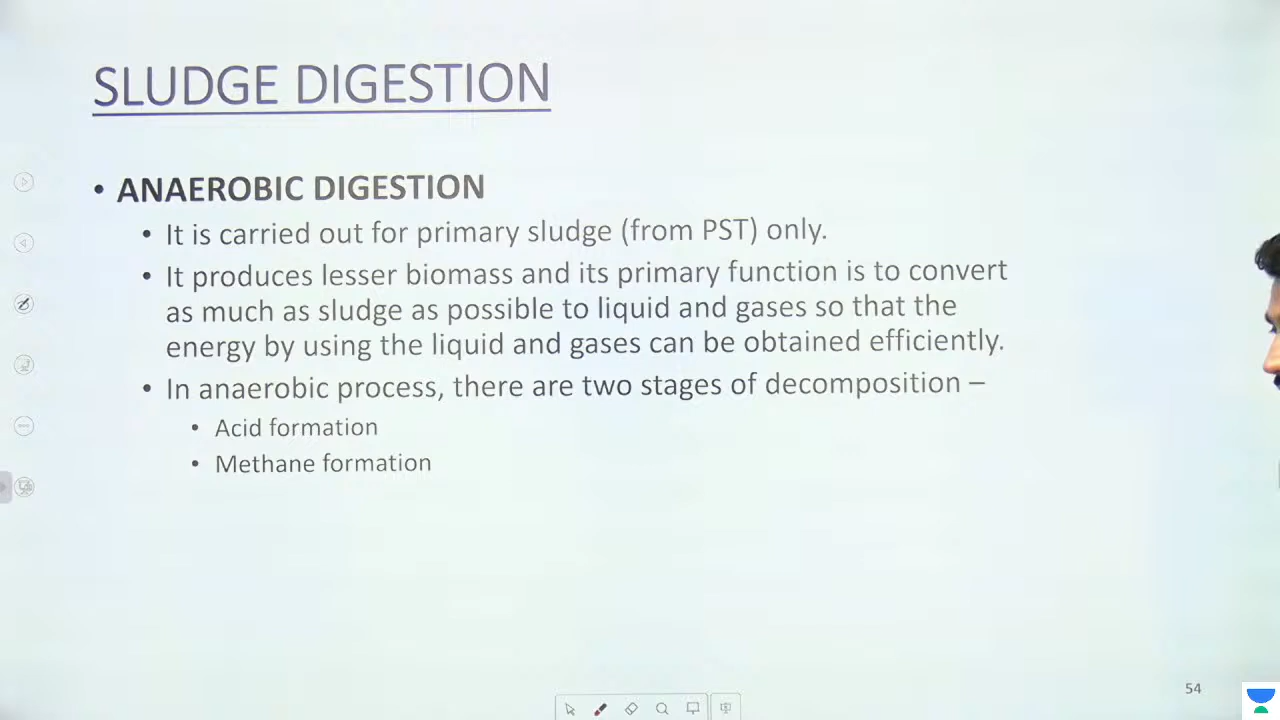 SLUDGE DIGESTION
• ANAEROBIC DIGESTION
• It is carried out for primary sludge (from PST) only.
• It produces lesser biomass and its primary function is to convert
as much as sludge as possible to liquid and gases so that the
energy by using the liquid and gases can be obtained efficiently.
• In anaerobic process, there are two stages of decomposition –
• Acid formation
• Methane formation
54